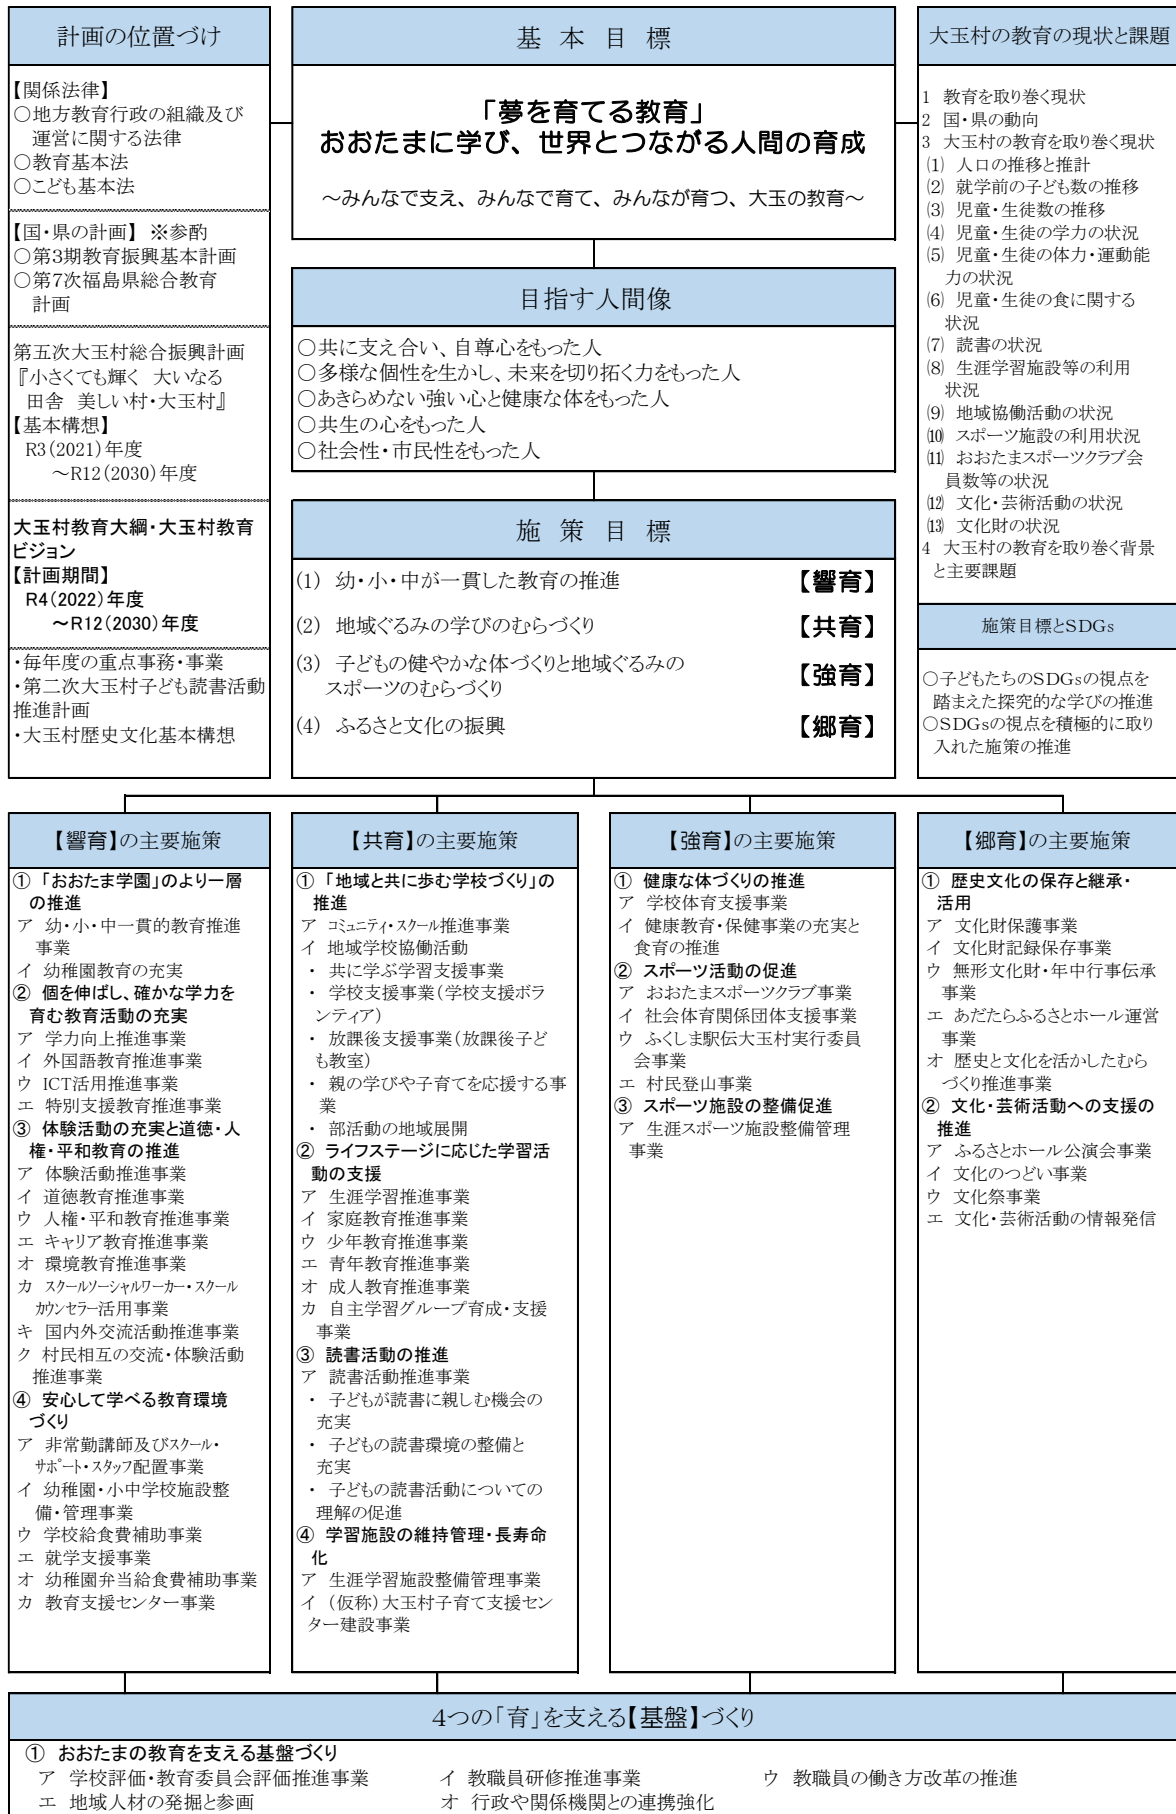 計画の位置づけ
【関係法律】
○地方教育行政の組織及び
運営に関する法律
○教育基本法
○こども基本法
【国・県の計画】 ※参酌
○第3期教育振興基本計画
○第7次福島県総合教育
計画
第五次大玉村総合振興計画
『小さくても輝く 大いなる
田舎 美しい村・大玉村』
【基本構想】
R3(2021)年度
～R12(2030)年度
大玉村教育大綱・大玉村教育
ビジョン
【計画期間】
R4(2022)年度
～R12(2030)年度
・毎年度の重点事務・事業
・第二次大玉村子ども読書活動
推進計画
・大玉村歴史文化基本構想
基 本 目 標
「夢を育てる教育」
おおたまに学び、世界とつながる人間の育成
～みんなで支え、みんなで育て、みんなが育つ、大玉の教育～
目指す人間像
○共に支え合い、自尊心をもった人
○多様な個性を生かし、未来を切り拓く力をもった人
○あきらめない強い心と健康な体をもった人
○共生の心をもった人
○社会性・市民性をもった人
施 策 目 標
(1) 幼・小・中が一貫した教育の推進 【響育】
(2) 地域ぐるみの学びのむらづくり 【共育】
(3) 子どもの健やかな体づくりと地域ぐるみの
スポーツのむらづくり 【強育】
(4) ふるさと文化の振興 【郷育】
大玉村の教育の現状と課題
1 教育を取り巻く現状
2 国・県の動向
3 大玉村の教育を取り巻く現状
(1) 人口の推移と推計
(2) 就学前の子ども数の推移
(3) 児童・生徒数の推移
(4) 児童・生徒の学力の状況
(5) 児童・生徒の体力・運動能
力の状況
(6) 児童・生徒の食に関する
状況
(7) 読書の状況
(8) 生涯学習施設等の利用
状況
(9) 地域協働活動の状況
(10) スポーツ施設の利用状況
(11) おおたまスポーツクラブ会
員数等の状況
(12) 文化・芸術活動の状況
(13) 文化財の状況
4 大玉村の教育を取り巻く背景
と主要課題
施策目標とSDGs
○子どもたちのSDGsの視点を
踏まえた探究的な学びの推進
○SDGsの視点を積極的に取り
入れた施策の推進
【響育】の主要施策
① 「おおたま学園」のより一層
の推進
ア 幼・小・中一貫的教育推進
事業
イ 幼稚園教育の充実
② 個を伸ばし、確かな学力を
育む教育活動の充実
ア 学力向上推進事業
イ 外国語教育推進事業
ウ ICT活用推進事業
エ 特別支援教育推進事業
③ 体験活動の充実と道徳・人
権・平和教育の推進
ア 体験活動推進事業
イ 道徳教育推進事業
ウ 人権・平和教育推進事業
エ キャリア教育推進事業
オ 環境教育推進事業
カ スクールソーシャルワーカー・スクール
カウンセラー活用事業
キ 国内外交流活動推進事業
ク 村民相互の交流・体験活動
推進事業
④ 安心して学べる教育環境
づくり
ア 非常勤講師及びスクール・
サポート・スタッフ配置事業
イ 幼稚園・小中学校施設整
備・管理事業
ウ 学校給食費補助事業
エ 就学支援事業
オ 幼稚園弁当給食費補助事業
カ 教育支援センター事業
【共育】の主要施策
① 「地域と共に歩む学校づくり」の
推進
ア コミュニティ・スクール推進事業
イ 地域学校協働活動
・ 共に学ぶ学習支援事業
・ 学校支援事業(学校支援ボラ
ンティア)
・ 放課後支援事業(放課後子ど
も教室)
・ 親の学びや子育てを応援する事
業
・ 部活動の地域展開
② ライフステージに応じた学習活
動の支援
ア 生涯学習推進事業
イ 家庭教育推進事業
ウ 少年教育推進事業
エ 青年教育推進事業
オ 成人教育推進事業
カ 自主学習グループ育成・支援
事業
③ 読書活動の推進
ア 読書活動推進事業
・ 子どもが読書に親しむ機会の
充実
・ 子どもの読書環境の整備と
充実
・ 子どもの読書活動についての
理解の促進
④ 学習施設の維持管理・長寿命
化
ア 生涯学習施設整備管理事業
イ (仮称)大玉村子育て支援セン
ター建設事業
【強育】の主要施策
① 健康な体づくりの推進
ア 学校体育支援事業
イ 健康教育・保健事業の充実と
食育の推進
② スポーツ活動の促進
ア おおたまスポーツクラブ事業
イ 社会体育関係団体支援事業
ウ ふくしま駅伝大玉村実行委員
会事業
エ 村民登山事業
③ スポーツ施設の整備促進
ア 生涯スポーツ施設整備管理
事業
【郷育】の主要施策
① 歴史文化の保存と継承・
活用
ア 文化財保護事業
イ 文化財記録保存事業
ウ 無形文化財・年中行事伝承
事業
エ あだたらふるさとホール運営
事業
オ 歴史と文化を活かしたむら
づくり推進事業
② 文化・芸術活動への支援の
推進
ア ふるさとホール公演会事業
イ 文化のつどい事業
ウ 文化祭事業
エ 文化・芸術活動の情報発信
4つの「育」を支える【基盤】づくり
① おおたまの教育を支える基盤づくり
ア 学校評価・教育委員会評価推進事業 イ 教職員研修推進事業 ウ 教職員の働き方改革の推進
エ 地域人材の発掘と参画 オ 行政や関係機関との連携強化